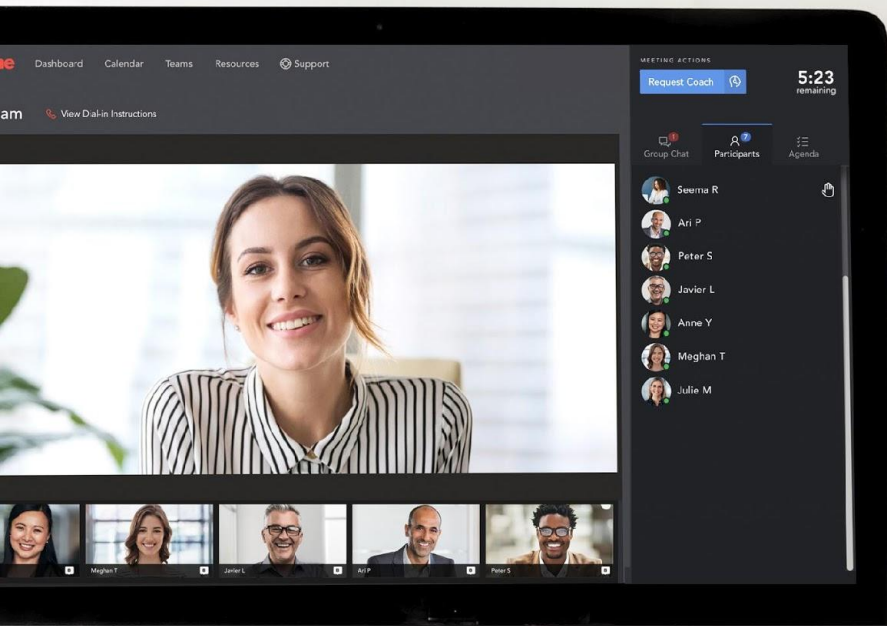 ne
Dashboard
Calendar
Teams
Resources
Support
am
View Dial-in Instructions
MEETING ACTIONS
Request Coach
5:23
remaining
1
Group Chat
7
Participants
Agenda
Seema R
Ari P
Peter S
Javier L
Anne Y
Meghan T
Julie M
Meghan T
Javier L
Ari P
Peter S